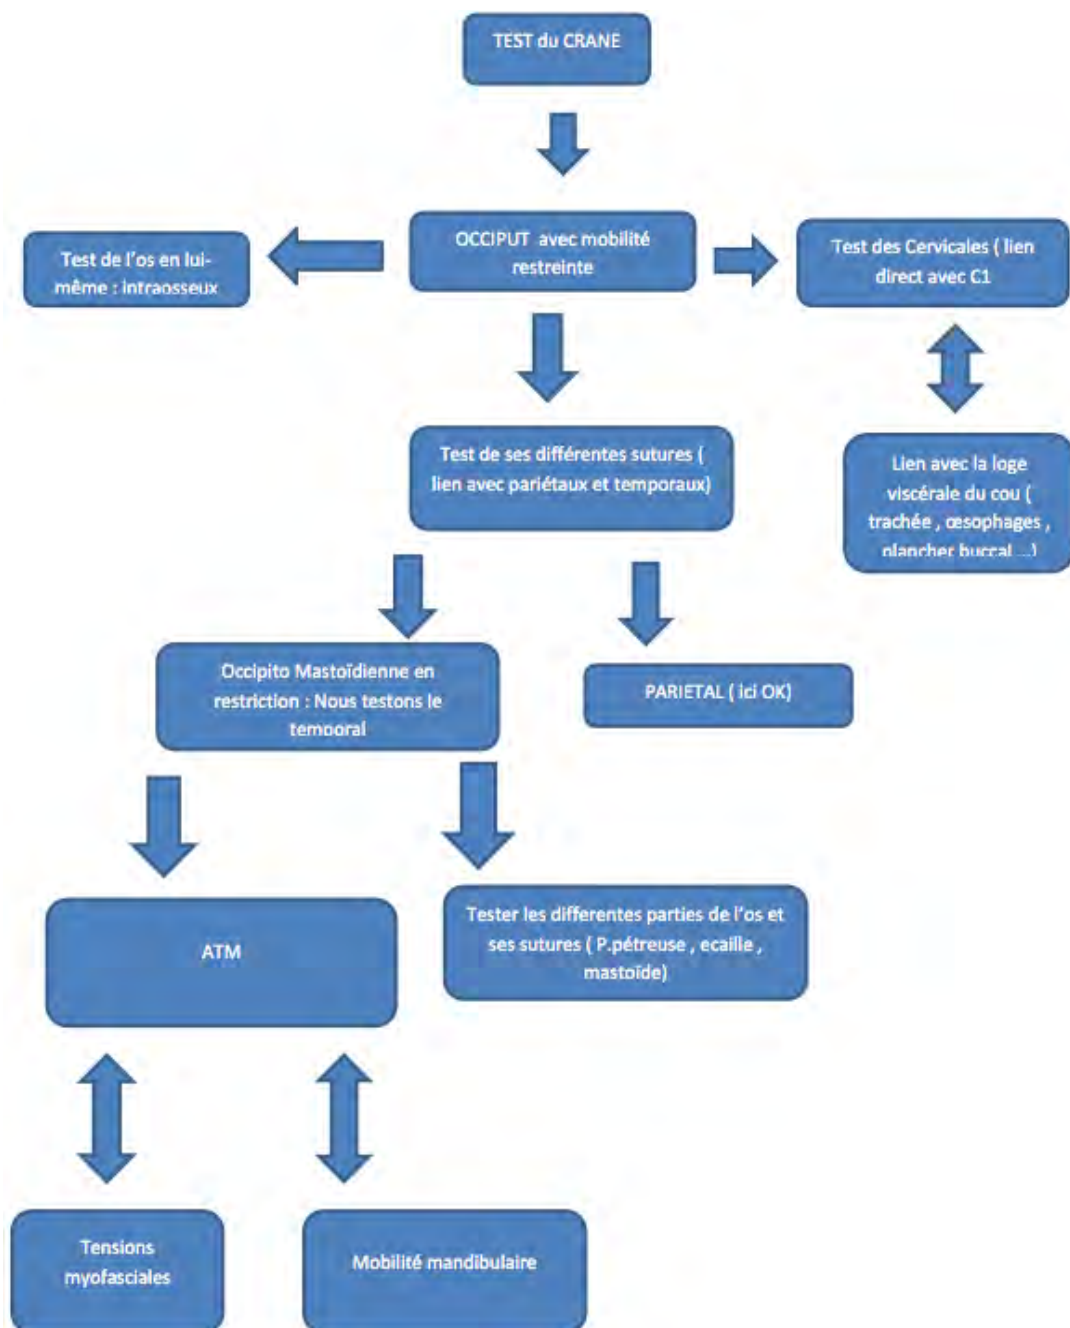 TEST du CRANE
OCCIPUT avec mobilité
restreinte
Test de l'os en lui-
même : intraosseux
Test des Cervicales ( lien
direct avec C1
Test de ses différentes sutures (
lien avec pariétaux et temporaux)
Lien avec la loge
viscérale du cou (
trachée , œsophages ,
plancher buccal ...)
Occipito Mastoïdienne en
restriction : Nous testons le
temporal
PARIETAL ( ici OK)
ATM
Tester les differentes parties de l'os et
ses sutures ( P.pétreuse , ecaille ,
mastoïde)
Tensions
myofasciales
Mobilité mandibulaire